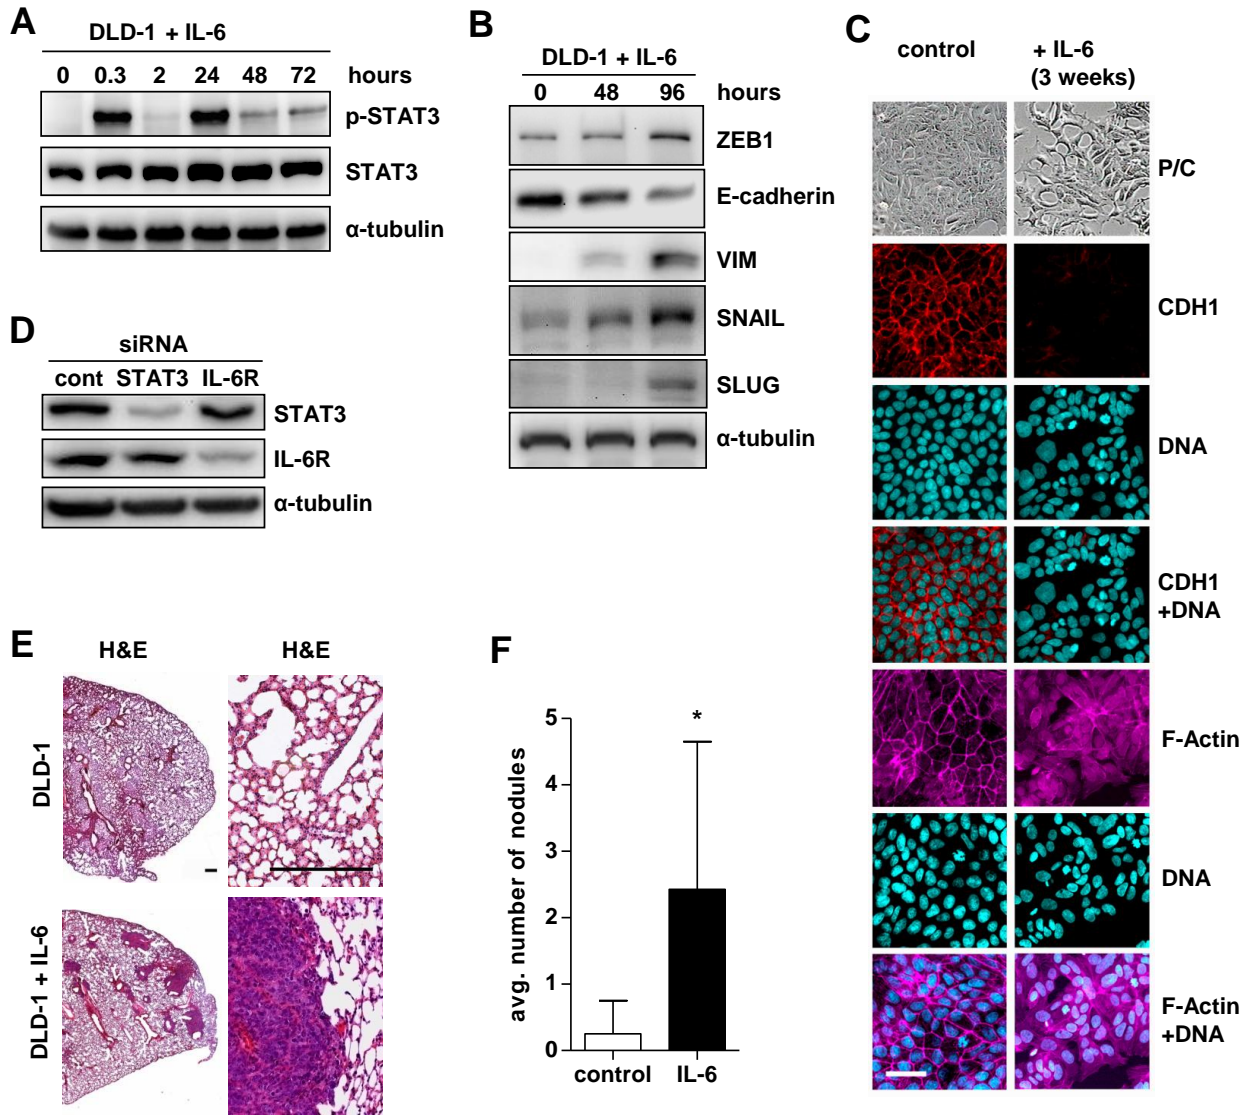 A
DLD-1 + IL-6
0 0.3 2 24 48 72 hours
p-STAT3
STAT3
α-tubulin
B
DLD-1 + IL-6
0 48 96 hours
ZEB1
E-cadherin
VIM
SNAIL
SLUG
α-tubulin
C
control + IL-6
(3 weeks)
P/C
CDH1
DNA
CDH1
+DNA
F-Actin
DNA
F-Actin
+DNA
D
siRNA
cont STAT3 IL-6R
STAT3
IL-6R
α-tubulin
E
H&E H&E
DLD-1
DLD-1 + IL-6
F
avg. number of nodules
5
4
3
2
1
0
*
control IL-6